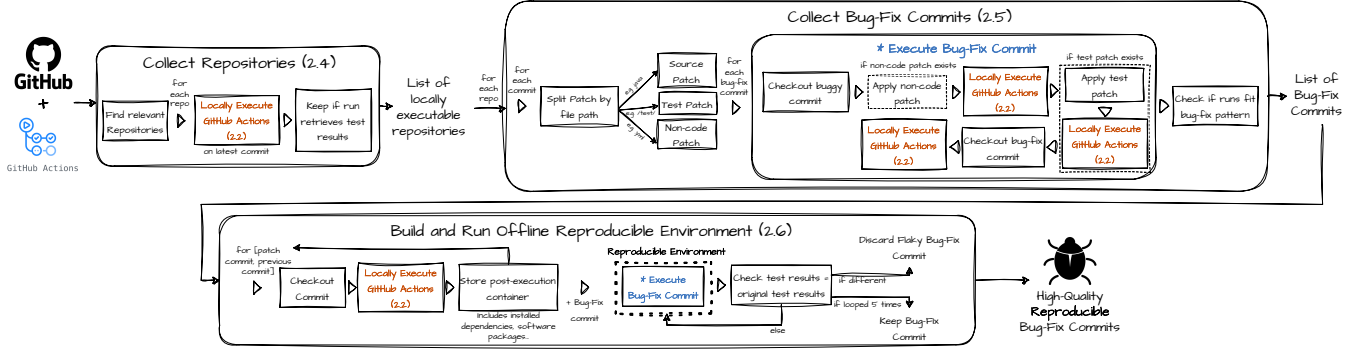 GitHub
+
GitHub Actions
Collect Repositories (2.4)
for
each
repo
Find relevant
Repositories
Locally Execute
GitHub Actions
(2.2)
on latest commit
Keep if run
retrieves test
results
List of
locally
executable
repositories
for
each
repo
Collect Bug-Fix Commits (2.5)
for
each
commit
Split Patch by
file path
e.g. /test/
Source
Patch
Test Patch
Non-code
Patch
for
each
bug-fix
commit
* Execute Bug-Fix Commit
Checkout buggy
commit
if non-code patch exists
Apply non-code
patch
Locally Execute
GitHub Actions
(2.2)
if test patch exists
Apply test
patch
Locally Execute
GitHub Actions
(2.2)
Checkout bug-fix
commit
Locally Execute
GitHub Actions
(2.2)
Check if runs fit
bug-fix pattern
List of
Bug-Fix
Commits
Build and Run Offline Reproducible Environment (2.6)
for [patch
commit, previous
commit]
Checkout
Commit
Locally Execute
GitHub Actions
(2.2)
Store post-execution
container
Includes installed
dependencies, software
packages...
+ Bug-Fix
commit
Reproducible Environment
* Execute
Bug-Fix Commit
Check test results =
original test results
else
if different
if looped 5 times
Discard Flaky Bug-Fix
Commit
Keep Bug-Fix
Commit
High-Quality
Reproducible
Bug-Fix Commits